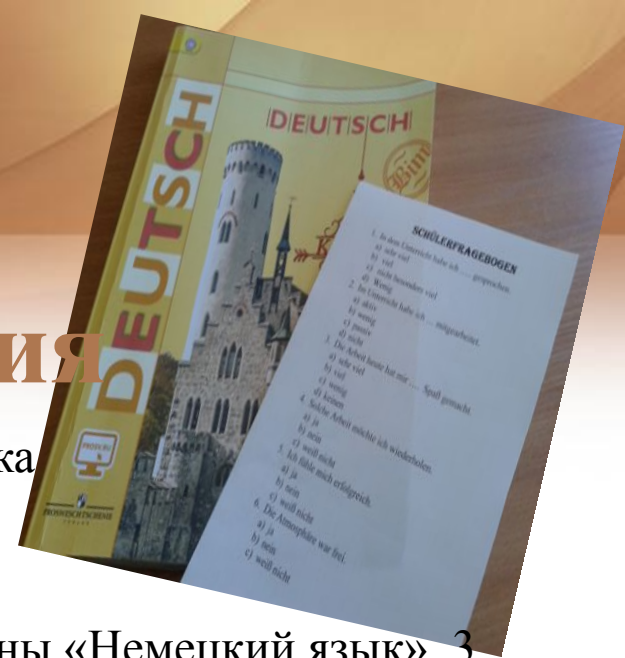 DEUTSCH
DEUTSCH
Bim
SCHÜLERFRAGEBOGEN
1. In dem Unterricht habe ich ..... gesprochen.
a) sehr viel
b) viel
c) nicht besonders viel
d) Wenig
2. Im Unterricht habe ich ... mitgearbeitet.
a) aktiv
b) wenig
c) passiv
d) nicht
3. Die Arbeit heute hat mir ..... Spaß gemacht.
a) sehr viel
b) viel
c) wenig
d) keinen
4. Solche Arbeit möchte ich wiederholen.
a) ja
b) nein
c) weiß nicht
5. Ich fühle mich erfolgreich.
a) ja
b) nein
c) weiß nicht
6. Die Atmosphäre war frei.
a) ja
b) nein
c) weiß nicht
PROSWESCHTSCHENIJE
VERLAG
ия
ка
ны «Немецкий язык» 3